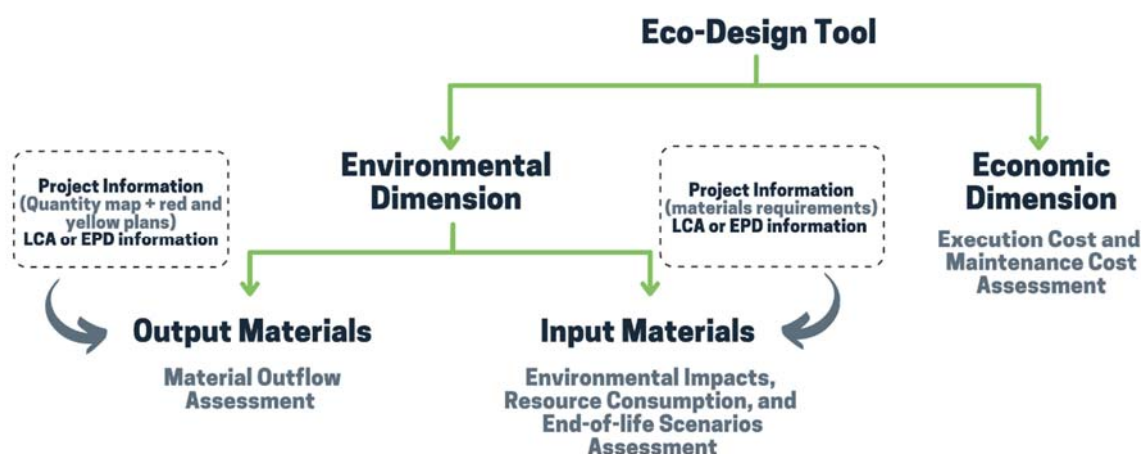 Eco-Design Tool
Environmental
Dimension
Economic
Dimension
Execution Cost and
Maintenance Cost
Assessment
Project Information
(Quantity map + red and
yellow plans)
LCA or EPD information
Project Information
(materials requirements)
LCA or EPD information
Output Materials
Material Outflow
Assessment
Input Materials
Environmental Impacts,
Resource Consumption, and
End-of-life Scenarios
Assessment